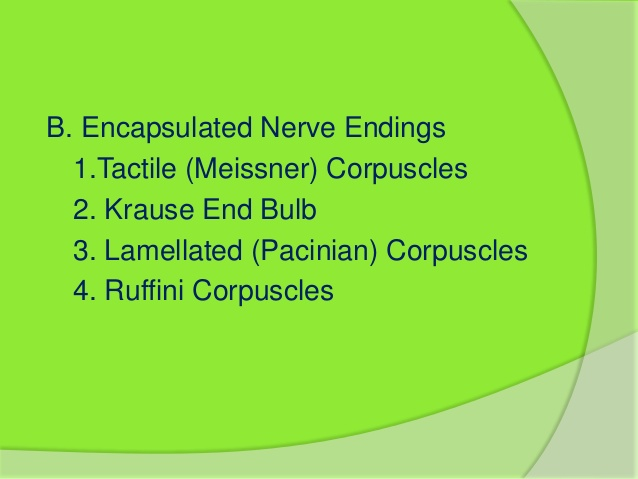 B. Encapsulated Nerve Endings
1.Tactile (Meissner) Corpuscles
2. Krause End Bulb
3. Lamellated (Pacinian) Corpuscles
4. Ruffini Corpuscles